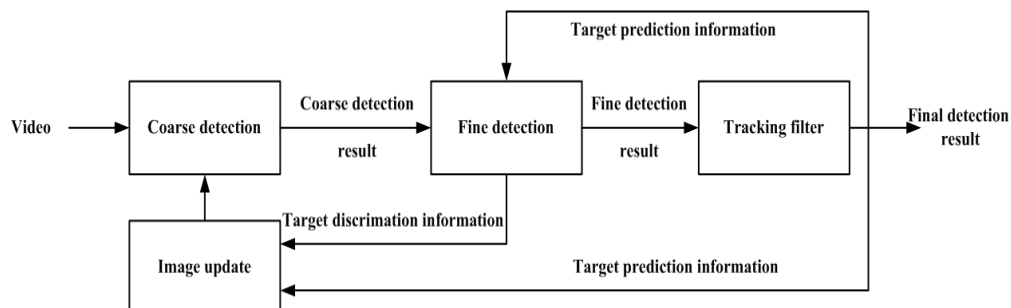 Target prediction information
Video
Coarse detection
Coarse detection
result
Fine detection
Fine detection
result
Tracking filter
Final detection
result
Target discrimation information
Image update
Target prediction information